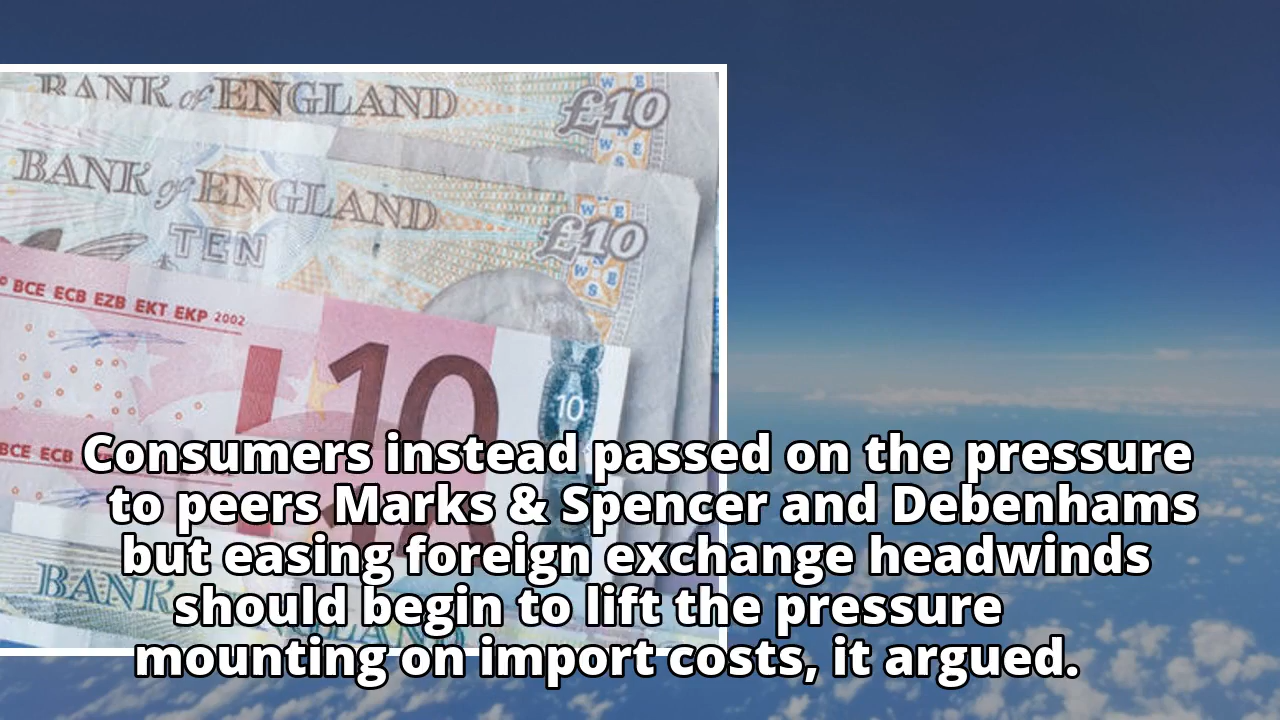 BANK of ENGLAND
£10
BANK of ENGLAND
£10
TEN
BCE ECB EZB EKT EKP 2002
10
10
BCE ECB
Consumers instead passed on the pressure
to peers Marks & Spencer and Debenhams
but easing foreign exchange headwinds
should begin to lift the pressure
mounting on import costs, it argued.
BANK